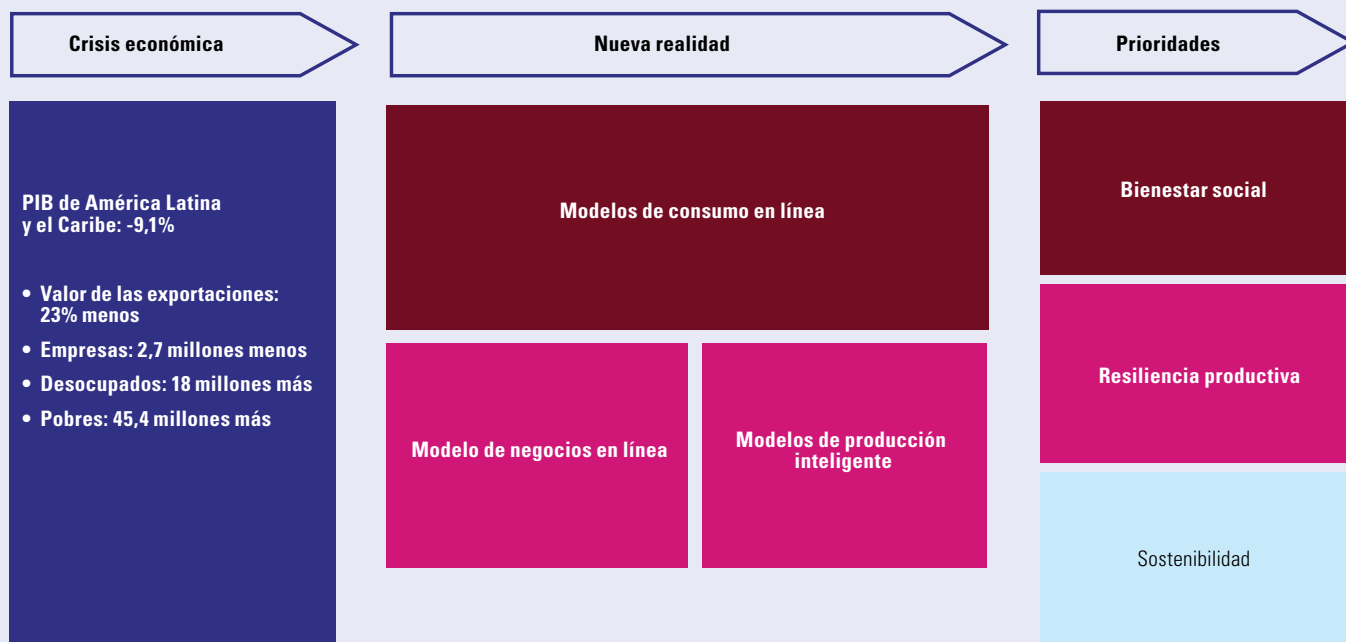 Crisis económica
Nueva realidad
Prioridades
PIB de América Latina
y el Caribe: -9,1%
• Valor de las exportaciones:
23% menos
• Empresas: 2,7 millones menos
• Desocupados: 18 millones más
• Pobres: 45,4 millones más
Modelos de consumo en línea
Modelo de negocios en línea
Modelos de producción
inteligente
Bienestar social
Resiliencia productiva
Sostenibilidad